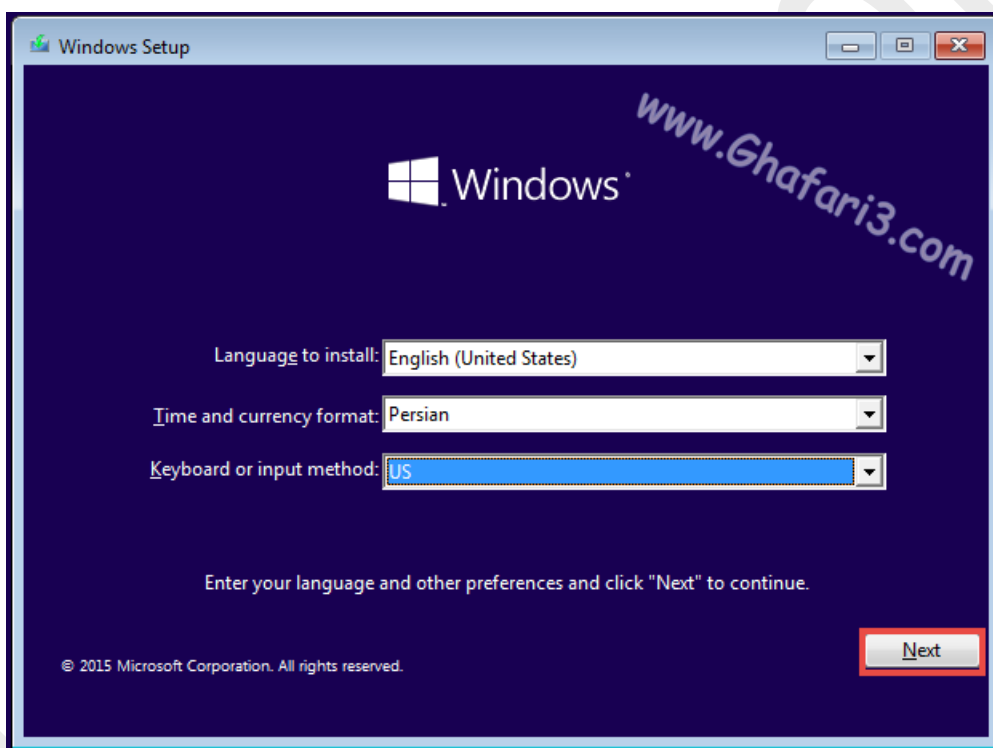 Windows Setup
www.Ghafari3.com
Windows
Language to install: English (United States)
Time and currency format: Persian
Keyboard or input method: US
Enter your language and other preferences and click "Next" to continue.
Next
© 2015 Microsoft Corporation. All rights reserved.